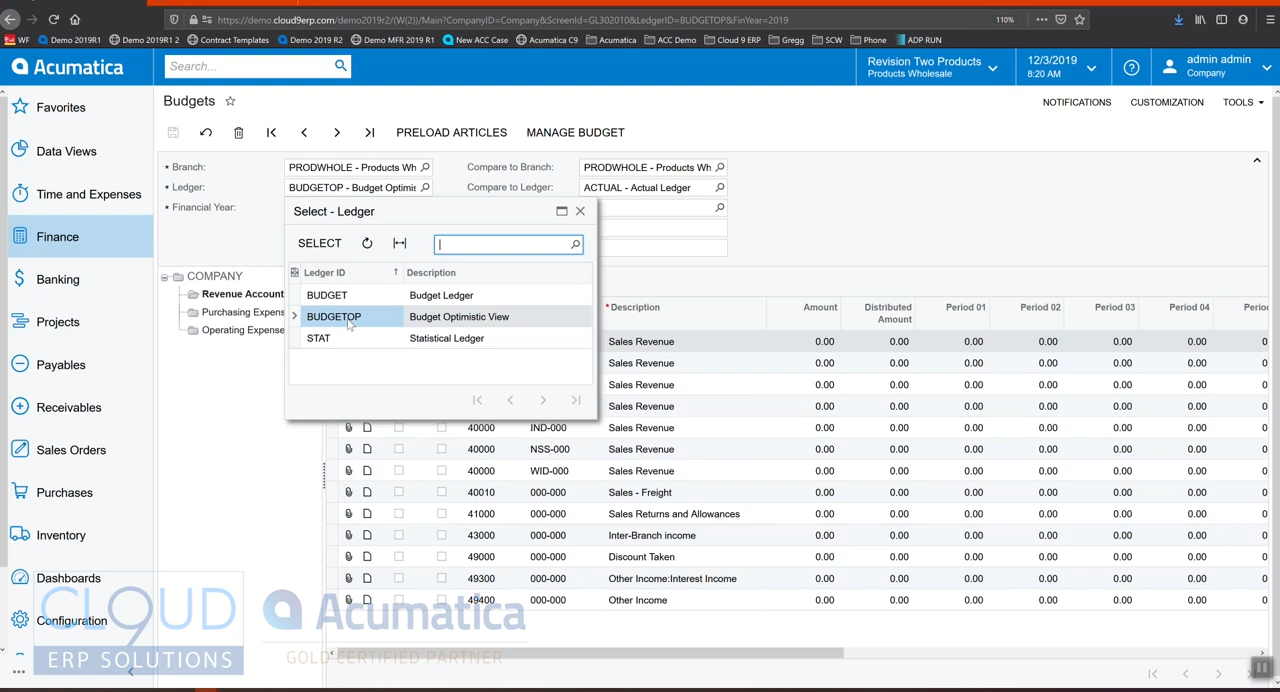 https://demo.cloud9erp.com/demo2019r2/(W(2))/Main?CompanyID=Company&ScreenId=GL302010&LedgerID=BUDGETOP&FinYear=2019
110%
WF
Demo 2019R1
Demo 2019R1 2
Contract Templates
Demo 2019 R2
Demo MFR 2019 R1
New ACC Case
Acumatica C9
Acumatica
ACC Demo
Cloud 9 ERP
Gregg
SCW
Phone
ADP RUN
Acumatica
Search...
Revision Two Products
Products Wholesale
12/3/2019
8:20 AM
admin admin
Company
Favorites
Data Views
Time and Expenses
Finance
Banking
Projects
Payables
Receivables
Sales Orders
Purchases
Inventory
Dashboards
Configuration
Budgets
NOTIFICATIONS CUSTOMIZATION TOOLS
PRELOAD ARTICLES MANAGE BUDGET
Branch: PRODWHOLE - Products Wh Compare to Branch: PRODWHOLE - Products Wh
Ledger: BUDGETOP - Budget Optimis Compare to Ledger: ACTUAL - Actual Ledger
Financial Year:
Select - Ledger
SELECT
Ledger ID Description
BUDGET Budget Ledger
BUDGETOP Budget Optimistic View
STAT Statistical Ledger
COMPANY
Revenue Account
Purchasing Expens
Operating Expense
Description Amount Distributed Amount Period 01 Period 02 Period 03 Period 04 Perio
Sales Revenue 0.00 0.00 0.00 0.00 0.00 0.00 0
Sales Revenue 0.00 0.00 0.00 0.00 0.00 0.00 0
Sales Revenue 0.00 0.00 0.00 0.00 0.00 0.00 0
Sales Revenue 0.00 0.00 0.00 0.00 0.00 0.00 0
40000 IND-000 Sales Revenue 0.00 0.00 0.00 0.00 0.00 0.00 0
40000 NSS-000 Sales Revenue 0.00 0.00 0.00 0.00 0.00 0.00 0
40000 WID-000 Sales Revenue 0.00 0.00 0.00 0.00 0.00 0.00 0
40010 000-000 Sales - Freight 0.00 0.00 0.00 0.00 0.00 0.00 0
41000 000-000 Sales Returns and Allowances 0.00 0.00 0.00 0.00 0.00 0.00 0
43000 000-000 Inter-Branch income 0.00 0.00 0.00 0.00 0.00 0.00 0
49000 000-000 Discount Taken 0.00 0.00 0.00 0.00 0.00 0.00 0
49300 000-000 Other Income:Interest Income 0.00 0.00 0.00 0.00 0.00 0.00 0
49400 000-000 Other Income 0.00 0.00 0.00 0.00 0.00 0.00 0
CLOUD 9
ERP SOLUTIONS
Acumatica
GOLD CERTIFIED PARTNER